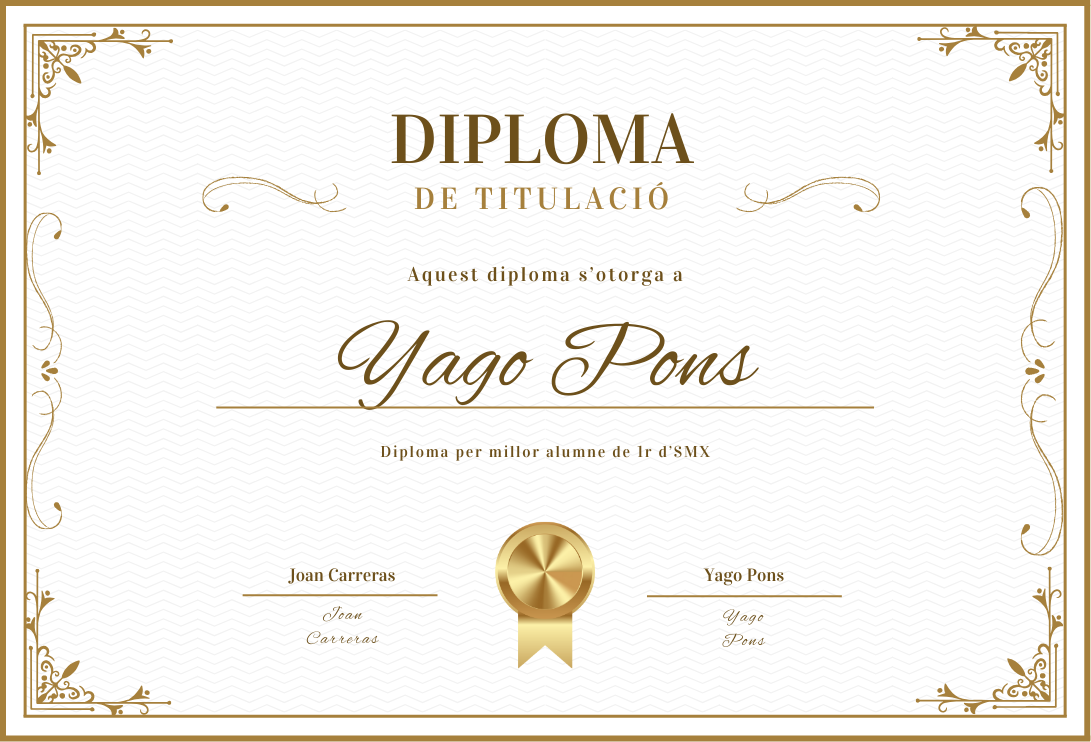 DIPLOMA
DE TITULACIÓ
Aquest diploma s'otorga a
Yago Pons
Diploma per millor alumne de 1r d'SMX
Joan Carreras
Joan
Carreras
Yago Pons
Yago
Pons